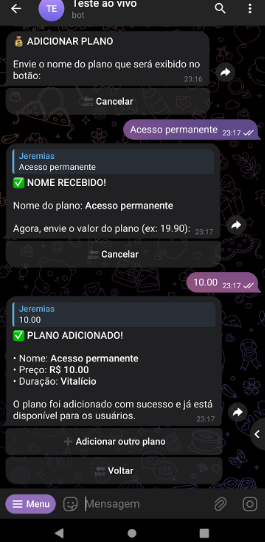 TE
Teste ao vivo
bot
💰 ADICIONAR PLANO
Envie o nome do plano que será exibido no
botão:
23:16
🔙 Cancelar
Acesso permanente 23:17
Jeremias
Acesso permanente
✅ NOME RECEBIDO!
Nome do plano: Acesso permanente
Agora, envie o valor do plano (ex: 19.90):
23:17
🔙 Cancelar
10.00 23:17
Jeremias
10.00
✅ PLANO ADICIONADO!
• Nome: Acesso permanente
• Preço: R$ 10.00
• Duração: Vitalício
O plano foi adicionado com sucesso e já está
disponível para os usuários.
23:17
➕ Adicionar outro plano
🔙 Voltar
Menu
Mensagem